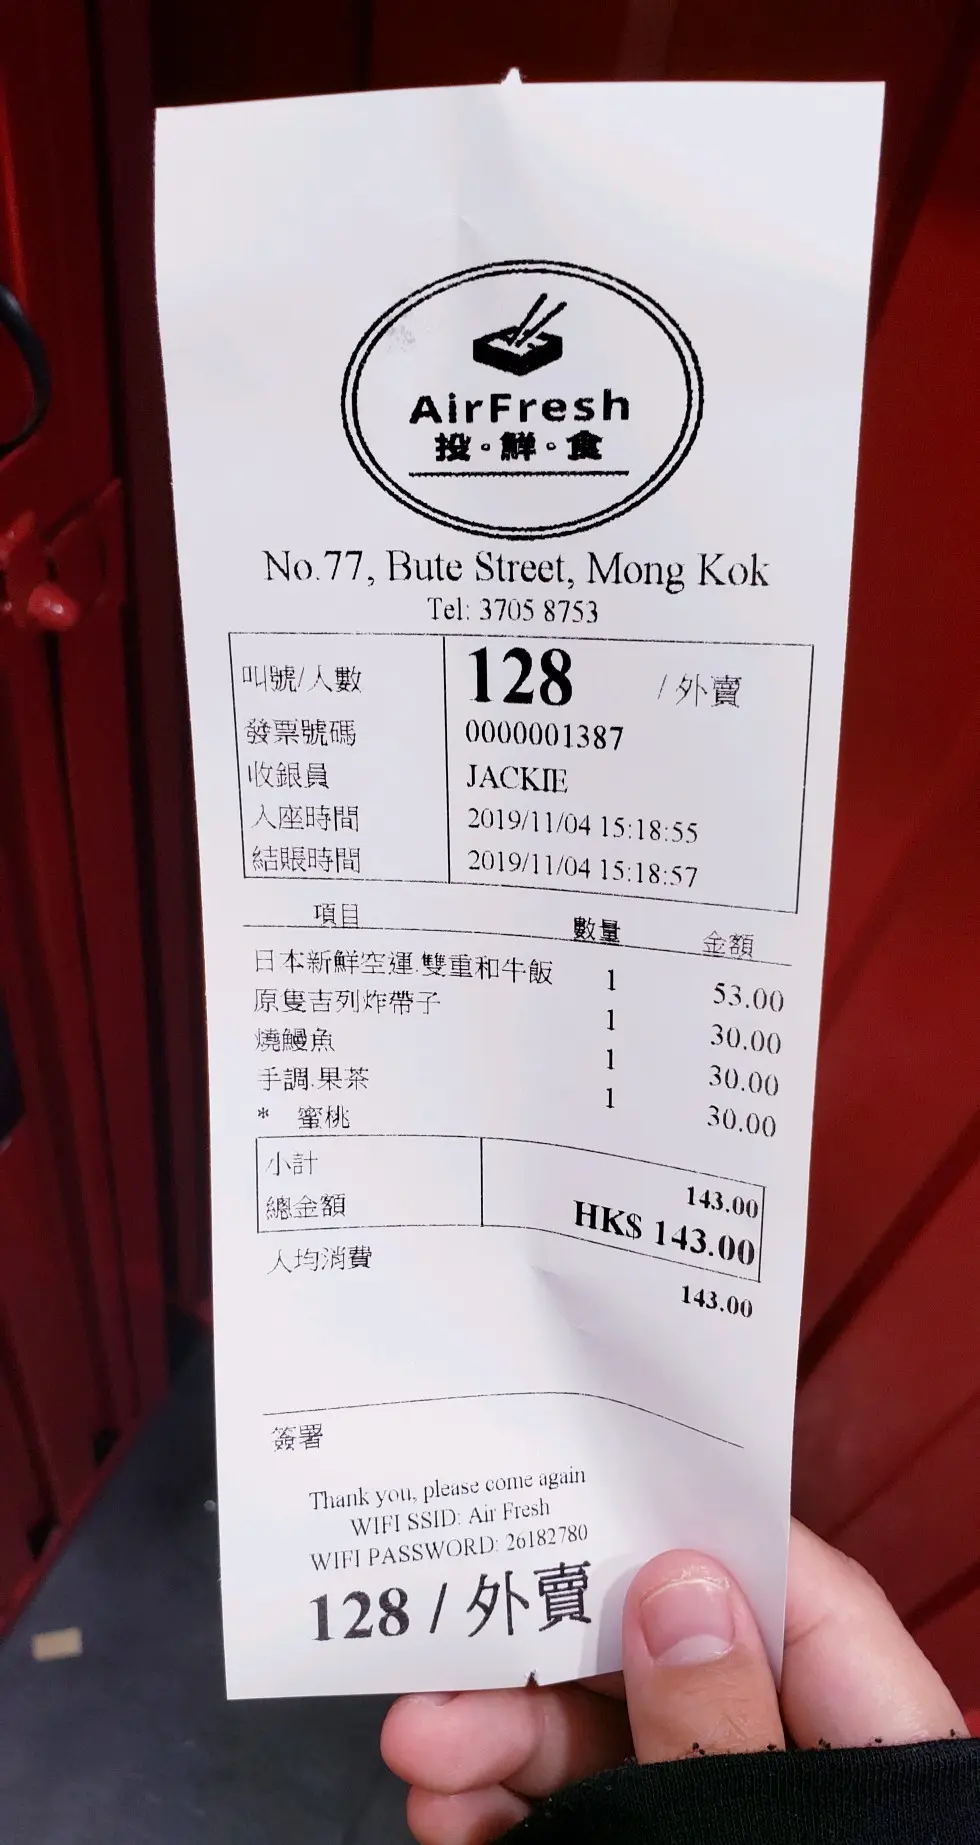 AirFresh
投。鮮。食
No.77, Bute Street, Mong Kok
Tel: 3705 8753
叫號/人數 128 /外賣
發票號碼 0000001387
收銀員 JACKIE
入座時間 2019/11/04 15:18:55
結賬時間 2019/11/04 15:18:57
項目 數量 金額
日本新鮮空運.雙重和牛飯 1 53.00
原隻吉列炸帶子 1 30.00
燒鰻魚 1 30.00
手調.果茶 1 30.00
* 蜜桃
小計 143.00
總金額 HK$ 143.00
人均消費 143.00
簽署
Thank you, please come again
WIFI SSID: Air Fresh
WIFI PASSWORD: 26182780
128 / 外賣